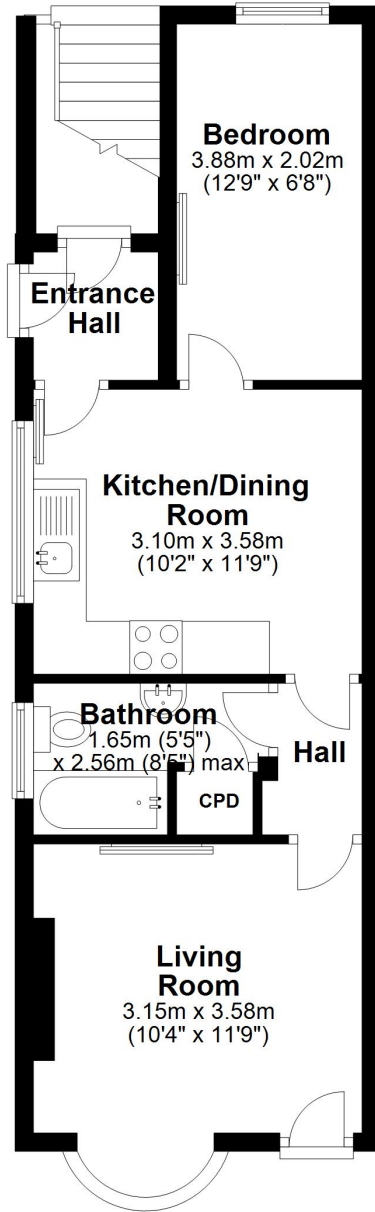 Bedroom
3.88m x 2.02m
(12'9" x 6'8")
Entrance
Hall
Kitchen/Dining
Room
3.10m x 3.58m
(10'2" x 11'9")
Bathroom
1.65m (5'5")
x 2.56m (8'5") max
Hall
CPD
Living
Room
3.15m x 3.58m
(10'4" x 11'9")